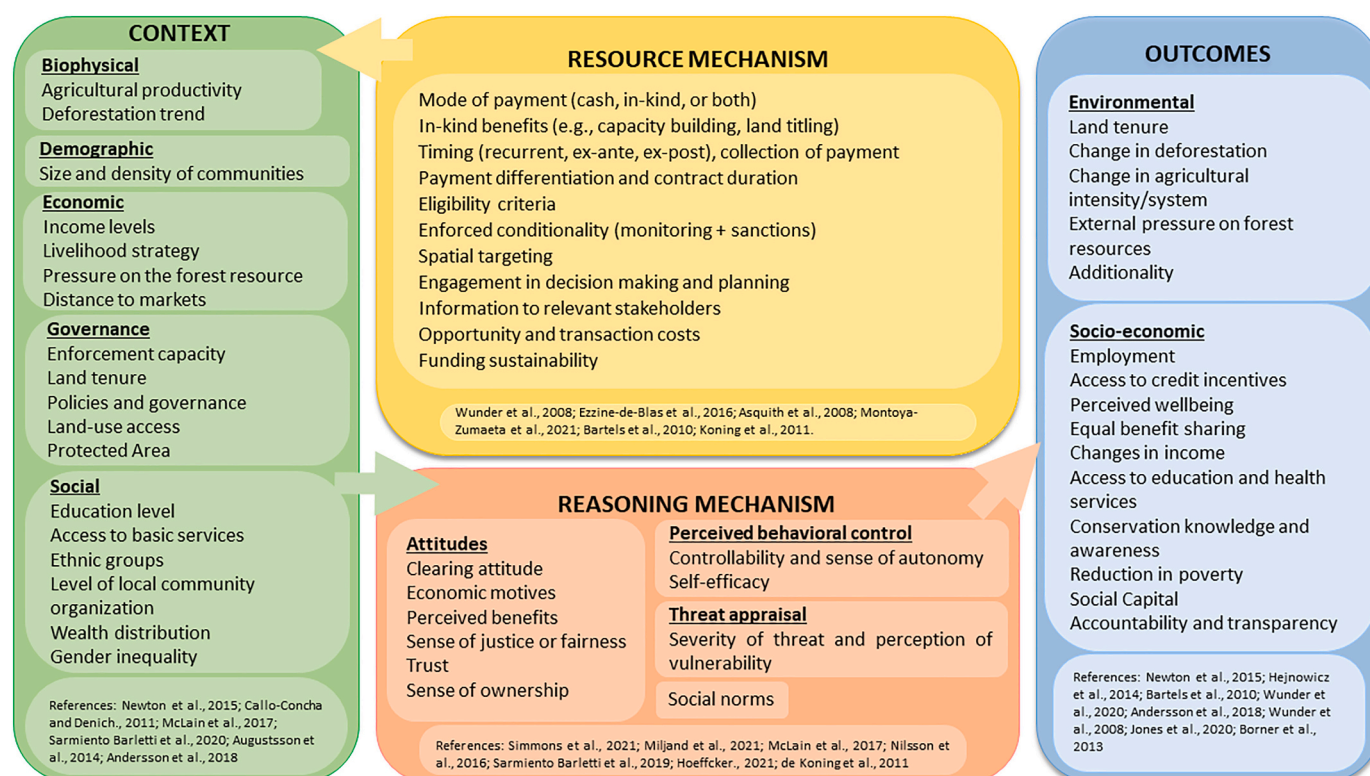 CONTEXT
Biophysical
Agricultural productivity
Deforestation trend
Demographic
Size and density of communities
Economic
Income levels
Livelihood strategy
Pressure on the forest resource
Distance to markets
Governance
Enforcement capacity
Land tenure
Policies and governance
Land-use access
Protected Area
Social
Education level
Access to basic services
Ethnic groups
Level of local community
organization
Wealth distribution
Gender inequality
References: Newton et al., 2015; Callo-Concha
and Denich., 2011; McLain et al., 2017;
Sarmiento Barletti et al., 2020; Augustsson et
al., 2014; Andersson et al., 2018
RESOURCE MECHANISM
Mode of payment (cash, in-kind, or both)
In-kind benefits (e.g., capacity building, land titling)
Timing (recurrent, ex-ante, ex-post), collection of payment
Payment differentiation and contract duration
Eligibility criteria
Enforced conditionality (monitoring + sanctions)
Spatial targeting
Engagement in decision making and planning
Information to relevant stakeholders
Opportunity and transaction costs
Funding sustainability
Wunder et al., 2008; Ezzine-de-Blas et al., 2016; Asquith et al., 2008; Montoya-
Zumaeta et al., 2021; Bartels et al., 2010; Koning et al., 2011.
REASONING MECHANISM
Attitudes
Clearing attitude
Economic motives
Perceived benefits
Sense of justice or fairness
Trust
Sense of ownership
Perceived behavioral control
Controllability and sense of autonomy
Self-efficacy
Threat appraisal
Severity of threat and perception of
vulnerability
Social norms
References: Simmons et al., 2021; Miljand et al., 2021; McLain et al., 2017; Nilsson
et al., 2016; Sarmiento Barletti et al., 2019; Hoeffcker., 2021; de Koning et al., 2011
OUTCOMES
Environmental
Land tenure
Change in deforestation
Change in agricultural
intensity/system
External pressure on forest
resources
Additionality
Socio-economic
Employment
Access to credit incentives
Perceived wellbeing
Equal benefit sharing
Changes in income
Access to education and health
services
Conservation knowledge and
awareness
Reduction in poverty
Social Capital
Accountability and transparency
References: Newton et al., 2015; Hejnowicz
et al., 2014; Bartels et al., 2010; Wunder et
al., 2020; Andersson et al., 2018; Wunder et
al., 2008; Jones et al., 2020; Borner et al.,
2013